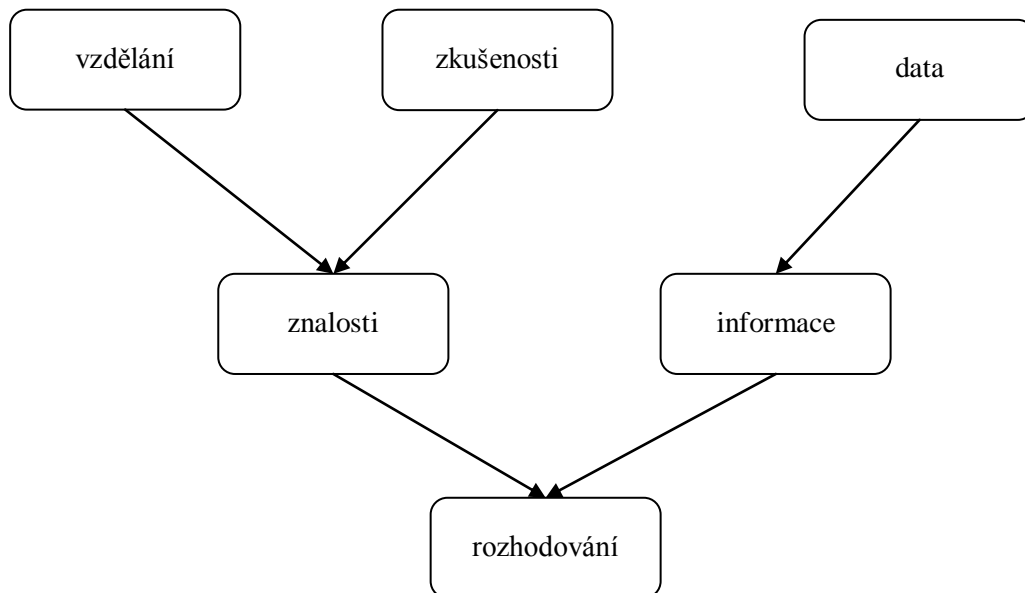 vzdělání
zkušenosti
data
znalosti
informace
rozhodování